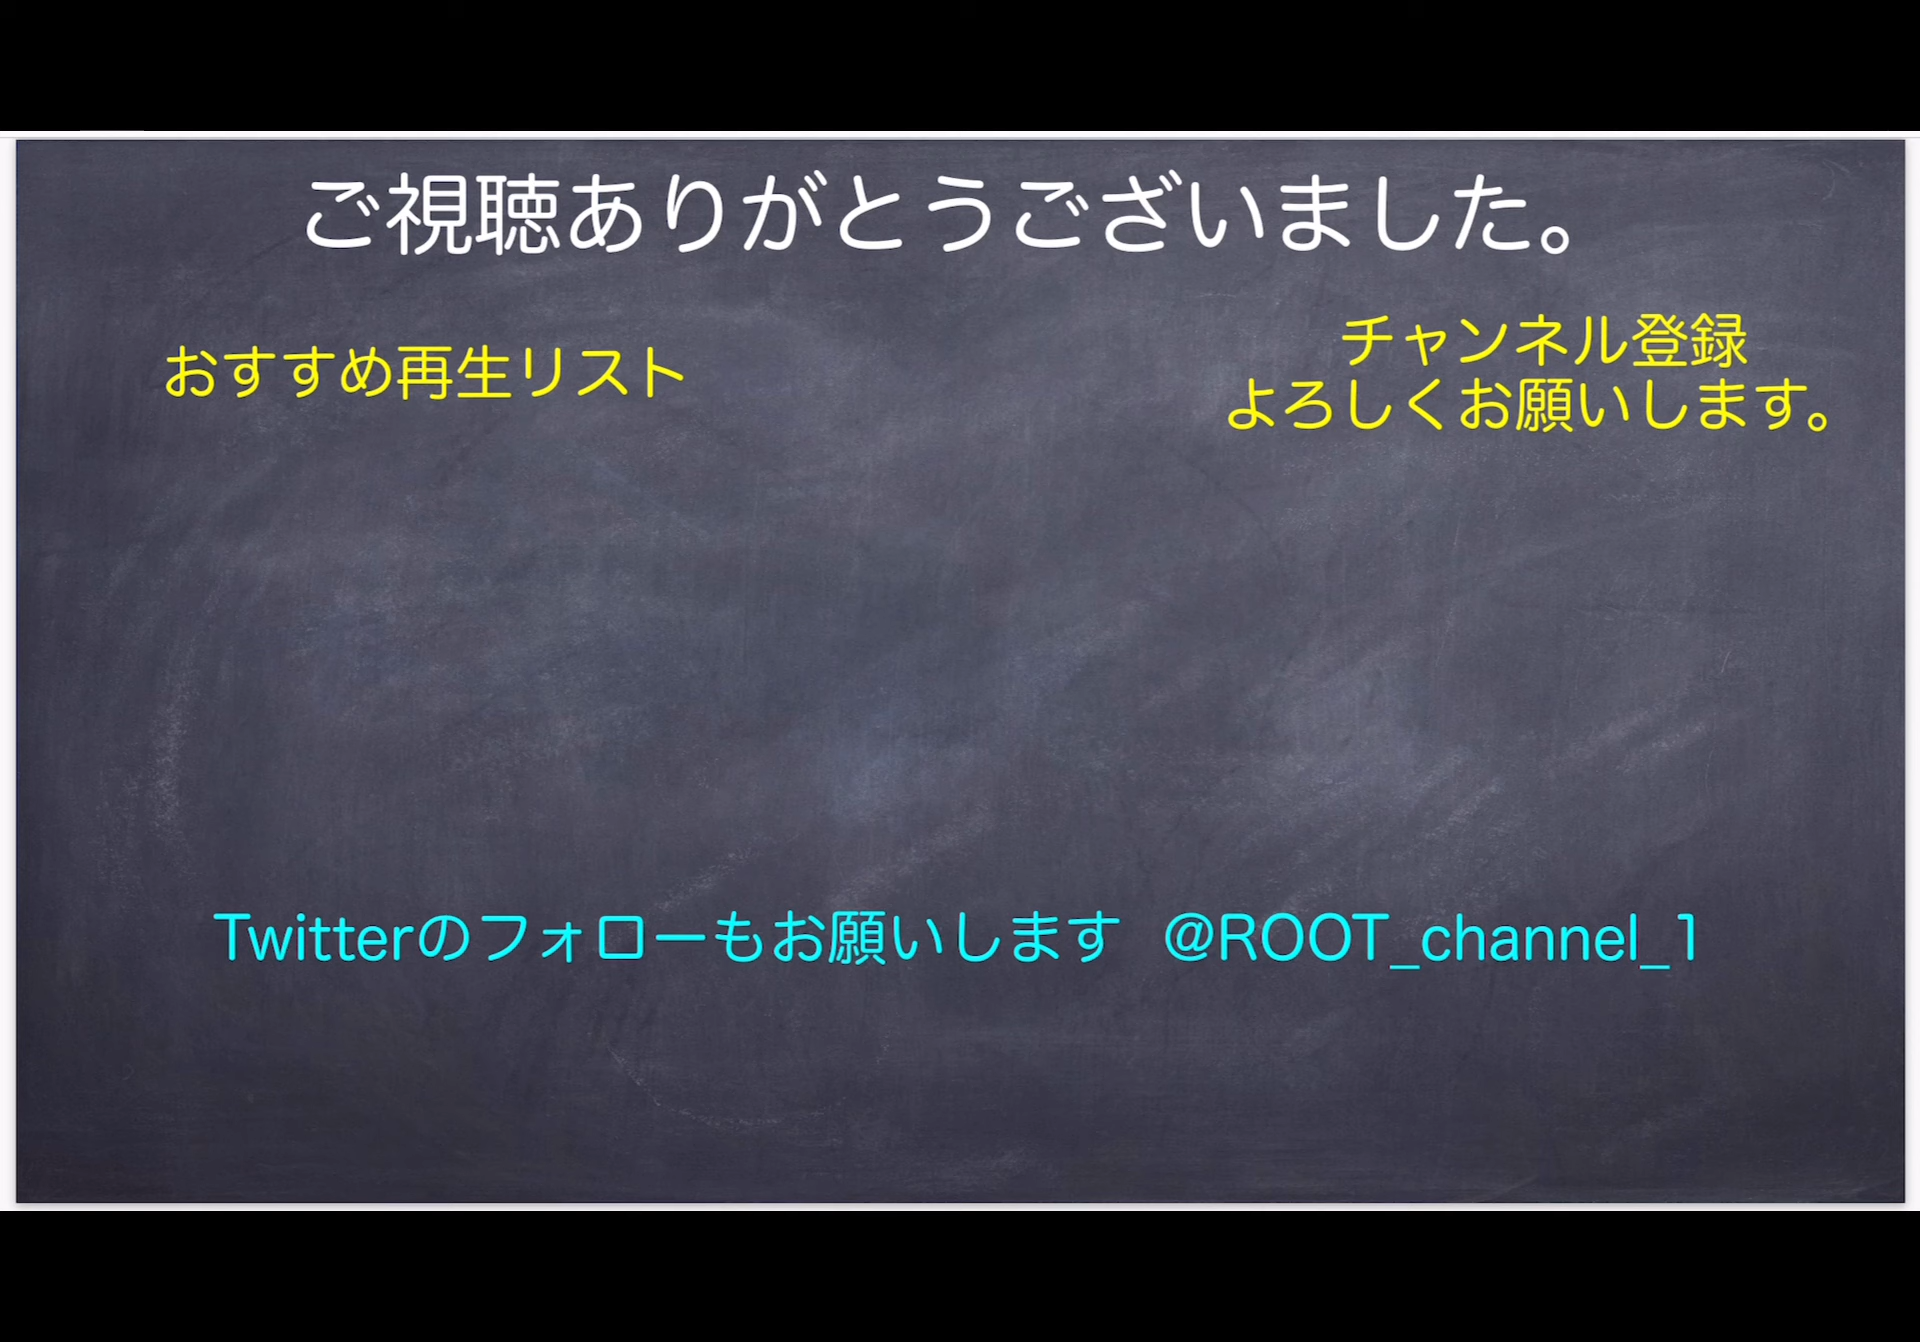 ご視聴ありがとうございました。
おすすめ再生リスト
チャンネル登録
よろしくお願いします。
Twitterのフォローもお願いします @ROOT_channel_1